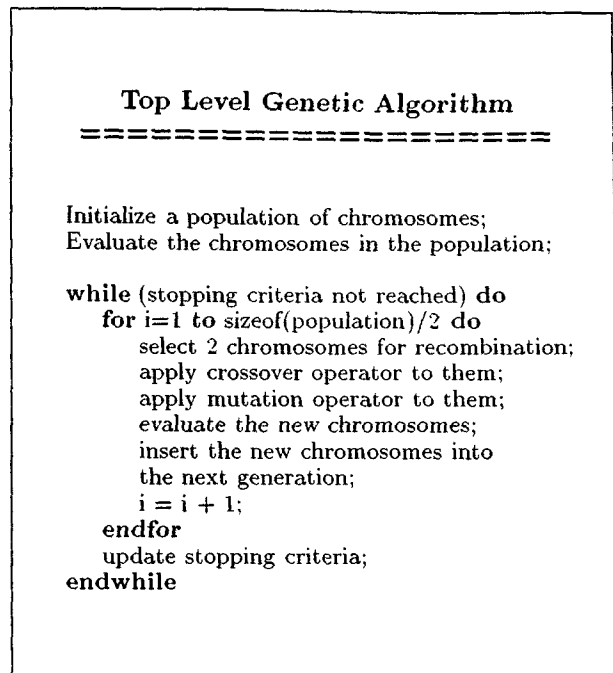 Top Level Genetic Algorithm
=====================
Initialize a population of chromosomes;
Evaluate the chromosomes in the population;
while (stopping criteria not reached) do
for i=1 to sizeof(population)/2 do
select 2 chromosomes for recombination;
apply crossover operator to them;
apply mutation operator to them;
evaluate the new chromosomes;
insert the new chromosomes into
the next generation;
i = i + 1;
endfor
update stopping criteria;
endwhile